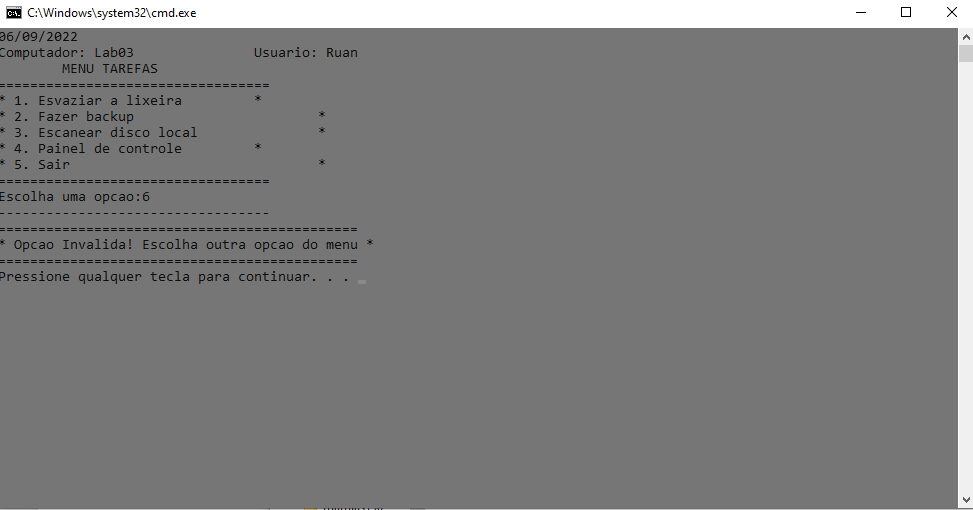 C:\Windows\system32\cmd.exe
06/09/2022
Computador: Lab03               Usuario: Ruan
        MENU TAREFAS
==================================
* 1. Esvaziar a lixeira         *
* 2. Fazer backup                       *
* 3. Escanear disco local               *
* 4. Painel de controle         *
* 5. Sair                               *
==================================
Escolha uma opcao:6
----------------------------------
=============================================
* Opcao Invalida! Escolha outra opcao do menu *
=============================================
Pressione qualquer tecla para continuar. . .